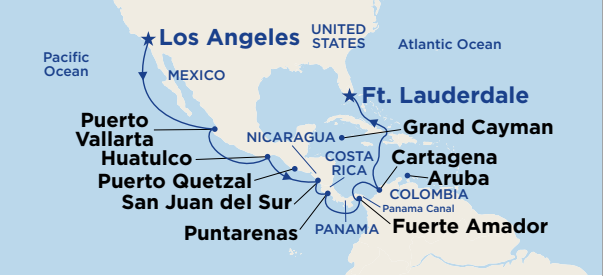 Los Angeles
UNITED
STATES
Atlantic Ocean
Pacific
Ocean
MEXICO
Ft. Lauderdale
Puerto
Vallarta
NICARAGUA
Grand Cayman
Huatulco
COSTA
RICA
Cartagena
Puerto Quetzal
Aruba
San Juan del Sur
COLOMBIA
Panama Canal
Puntarenas
PANAMA
Fuerte Amador